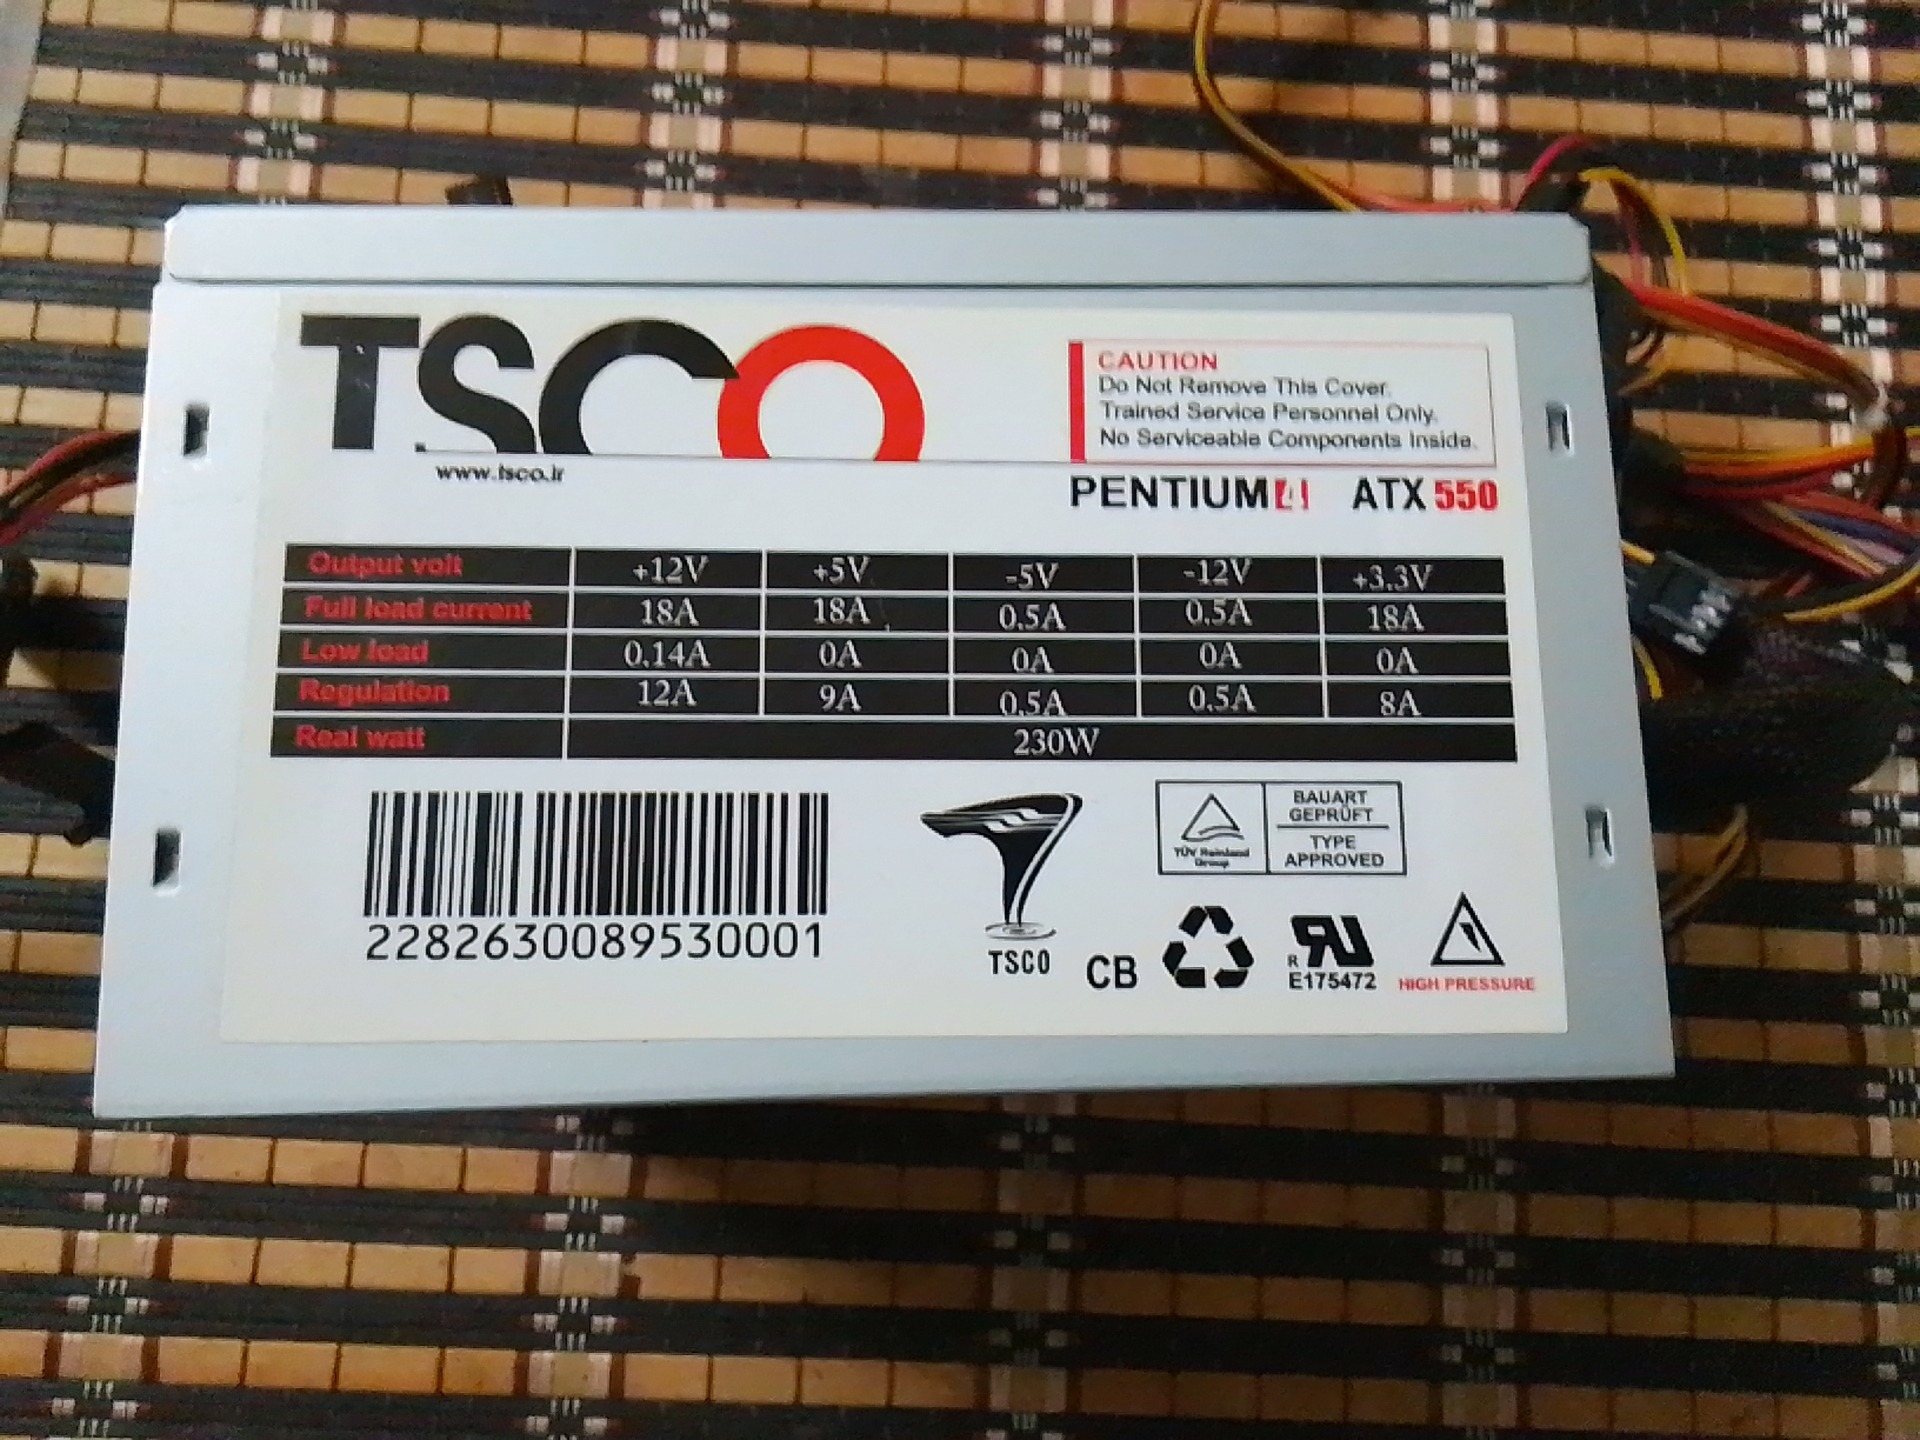 TSCO
www.tsco.ir
CAUTION
Do Not Remove This Cover.
Trained Service Personnel Only.
No Serviceable Components Inside.
PENTIUM4 ATX 550
Output volt +12V +5V -5V -12V +3.3V
Full load current 18A 18A 0.5A 0.5A 18A
Low load 0.14A 0A 0A 0A 0A
Regulation 12A 9A 0.5A 0.5A 8A
Real watt 230W
2282630089530001
TSCO
TÜV Rheinland
Group
BAUART
GEPRÜFT
TYPE
APPROVED
CB
R
E175472
HIGH PRESSURE